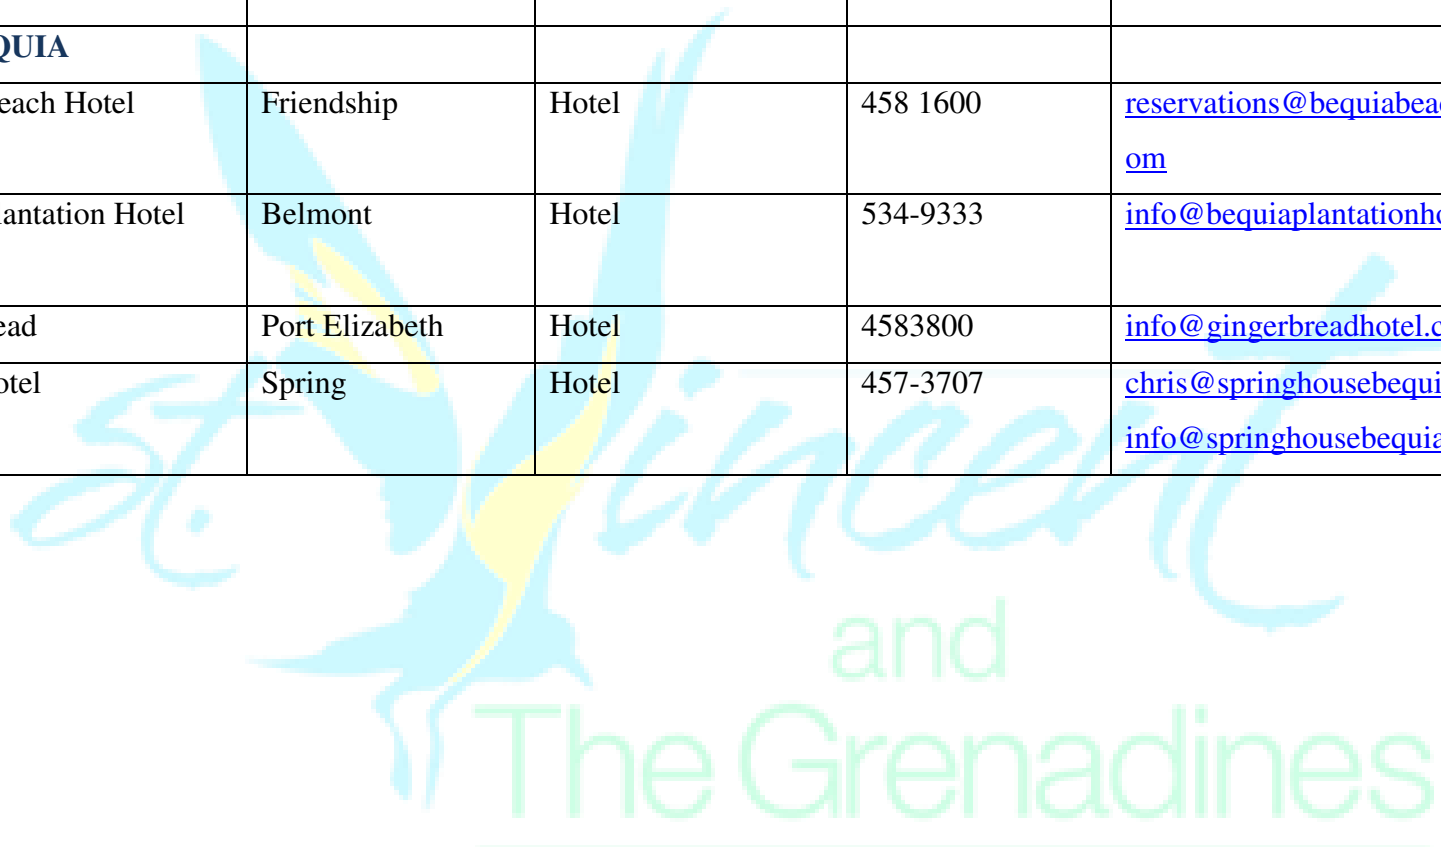 QUIA
each Hotel Friendship Hotel 458 1600 reservations@bequiabea
om
lantation Hotel Belmont Hotel 534-9333 info@bequiaplantationho
ead Port Elizabeth Hotel 4583800 info@gingerbreadhotel.c
otel Spring Hotel 457-3707 chris@springhousebequi
info@springhousebequia
St. Vincent
and
The Grenadines